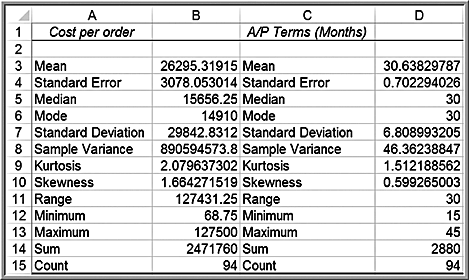 A B C D
1 Cost per order A/P Terms (Months)
2
3 Mean 26295.31915 Mean 30.63829787
4 Standard Error 3078.053014 Standard Error 0.702294026
5 Median 15656.25 Median 30
6 Mode 14910 Mode 30
7 Standard Deviation 29842.8312 Standard Deviation 6.808993205
8 Sample Variance 890594573.8 Sample Variance 46.36238847
9 Kurtosis 2.079637302 Kurtosis 1.512188562
10 Skewness 1.664271519 Skewness 0.599265003
11 Range 127431.25 Range 30
12 Minimum 68.75 Minimum 15
13 Maximum 127500 Maximum 45
14 Sum 2471760 Sum 2880
15 Count 94 Count 94